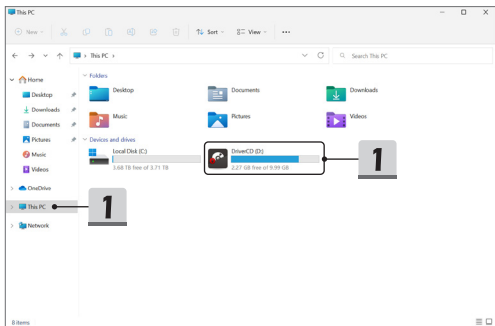 This PC
New
Sort
View
This PC
Search This PC
Home
Desktop
Downloads
Documents
Pictures
Music
Videos
OneDrive
This PC
Network
Folders
Desktop
Documents
Downloads
Music
Pictures
Videos
Devices and drives
Local Disk (C:)
3.68 TB free of 3.71 TB
DriverCD (D:)
2.27 GB free of 9.99 GB
1
1
8 items